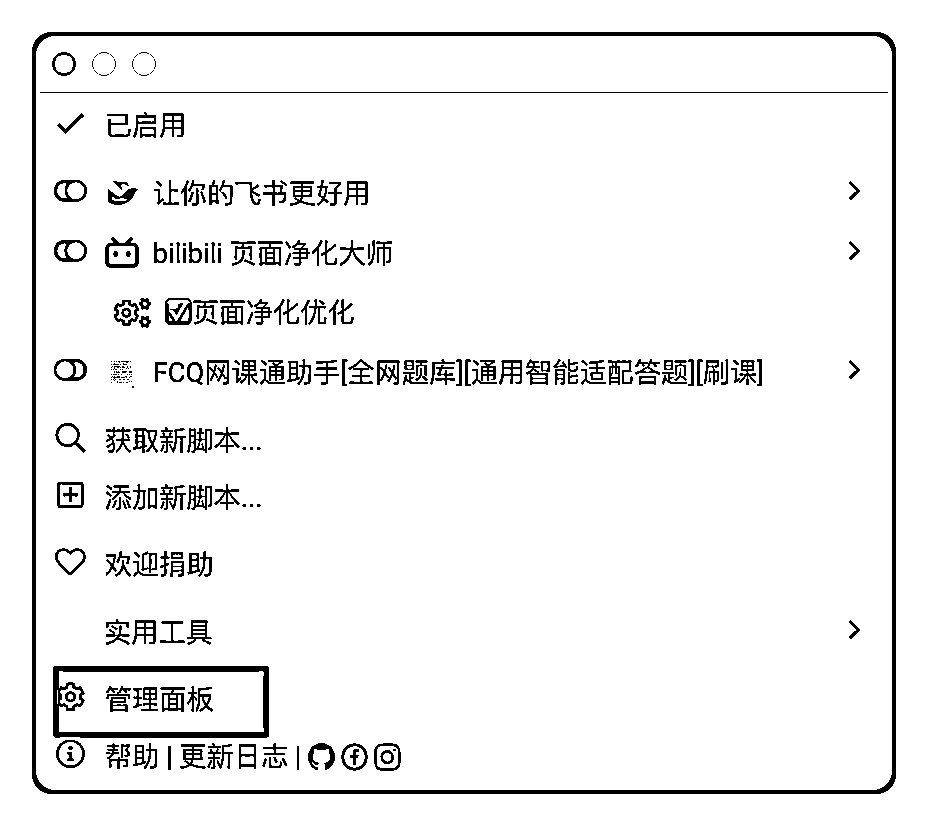 已启用
让你的飞书更好用
bilibili 页面净化大师
☑页面净化优化
FCQ网课通助手[全网题库][通用智能适配答题][刷课]
获取新脚本...
添加新脚本...
欢迎捐助
实用工具
管理面板
帮助 | 更新日志 |